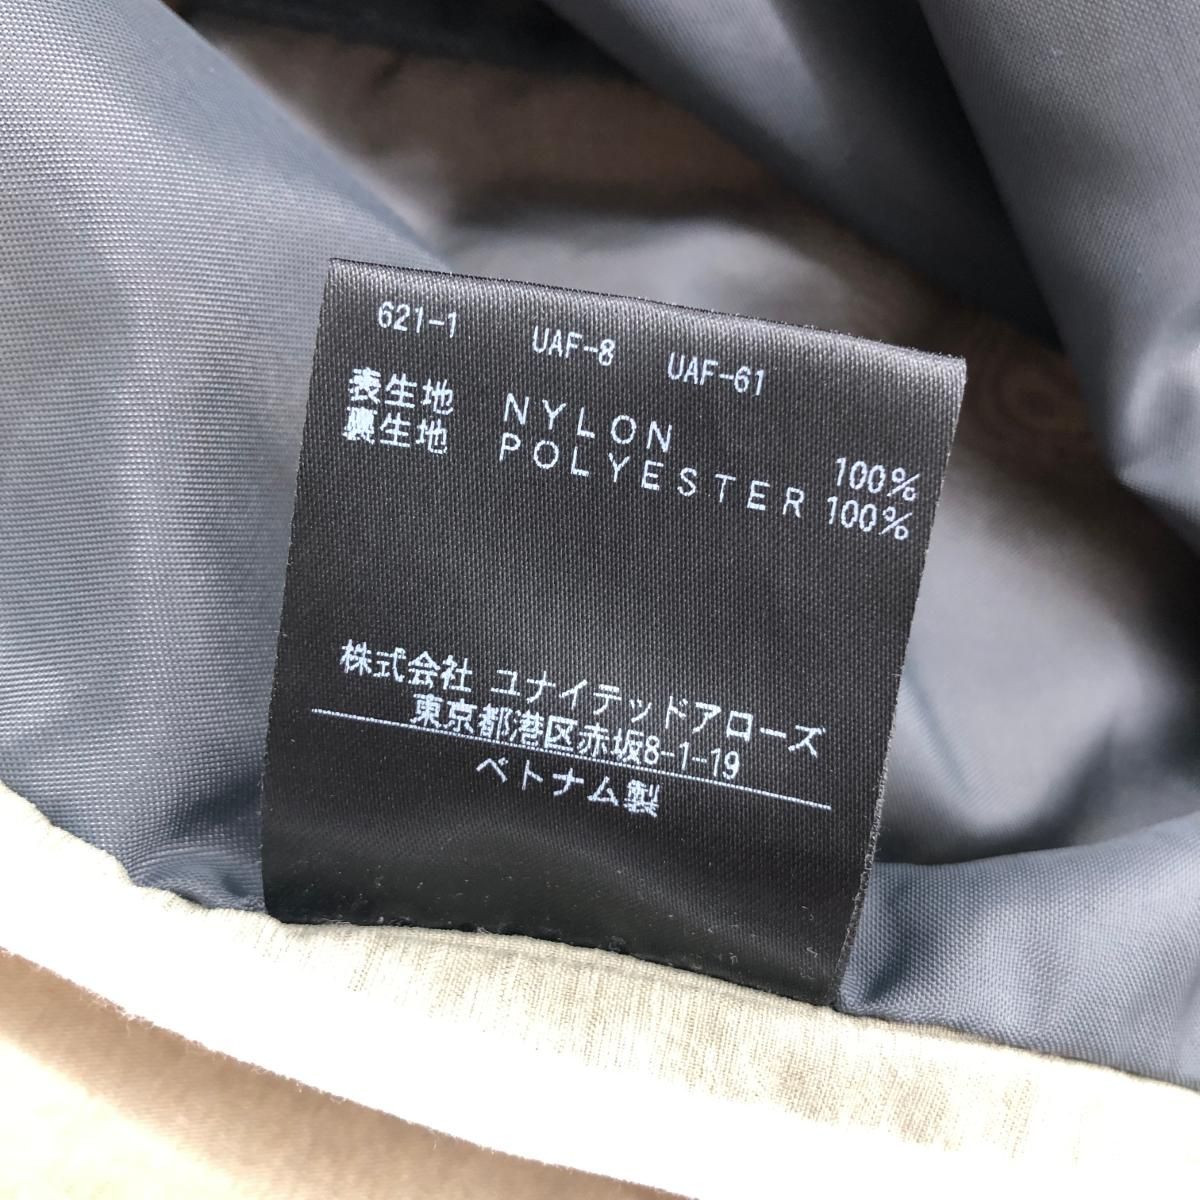 621-1 UAF-8 UAF-61
表生地 NYLON 100%
裏生地 POLYESTER 100%
株式会社 ユナイテッドアローズ
東京都港区赤坂8-1-19
ベトナム製